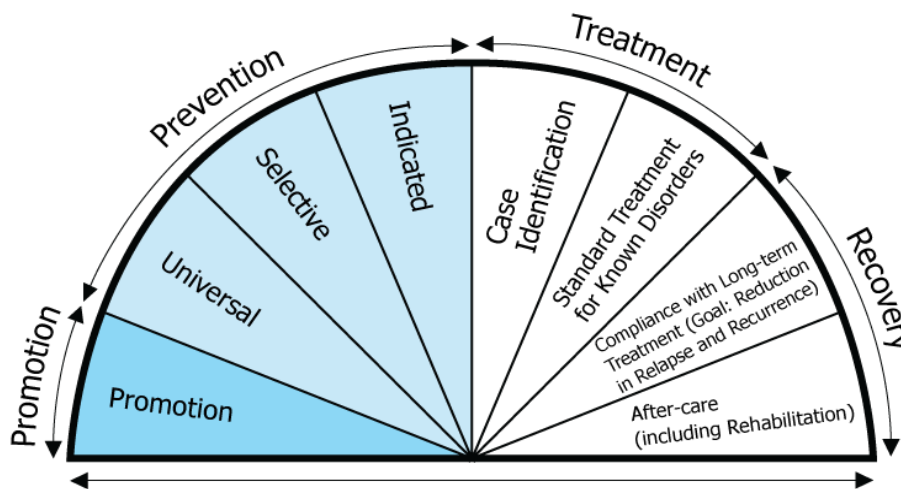 Promotion
Prevention
Treatment
Recovery
Promotion
Universal
Selective
Indicated
Case
Identification
Standard Treatment
for Known Disorders
Compliance with Long-term
Treatment (Goal: Reduction
in Relapse and Recurrence)
After-care
(including Rehabilitation)